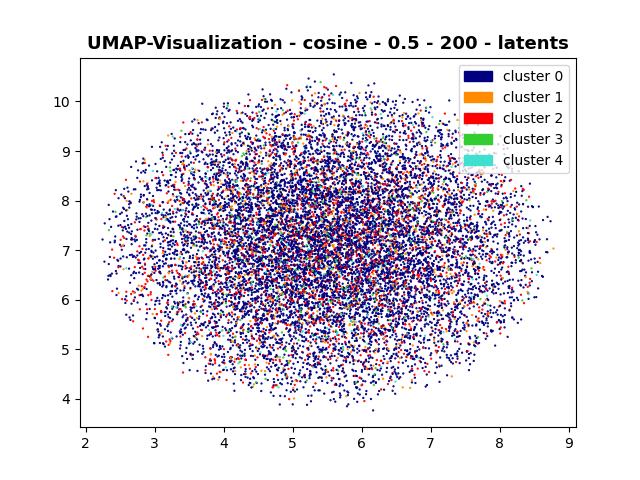 UMAP-Visualization - cosine - 0.5 - 200 - latents
cluster 0
cluster 1
cluster 2
cluster 3
cluster 4
10
9
8
7
6
5
4
2 3 4 5 6 7 8 9